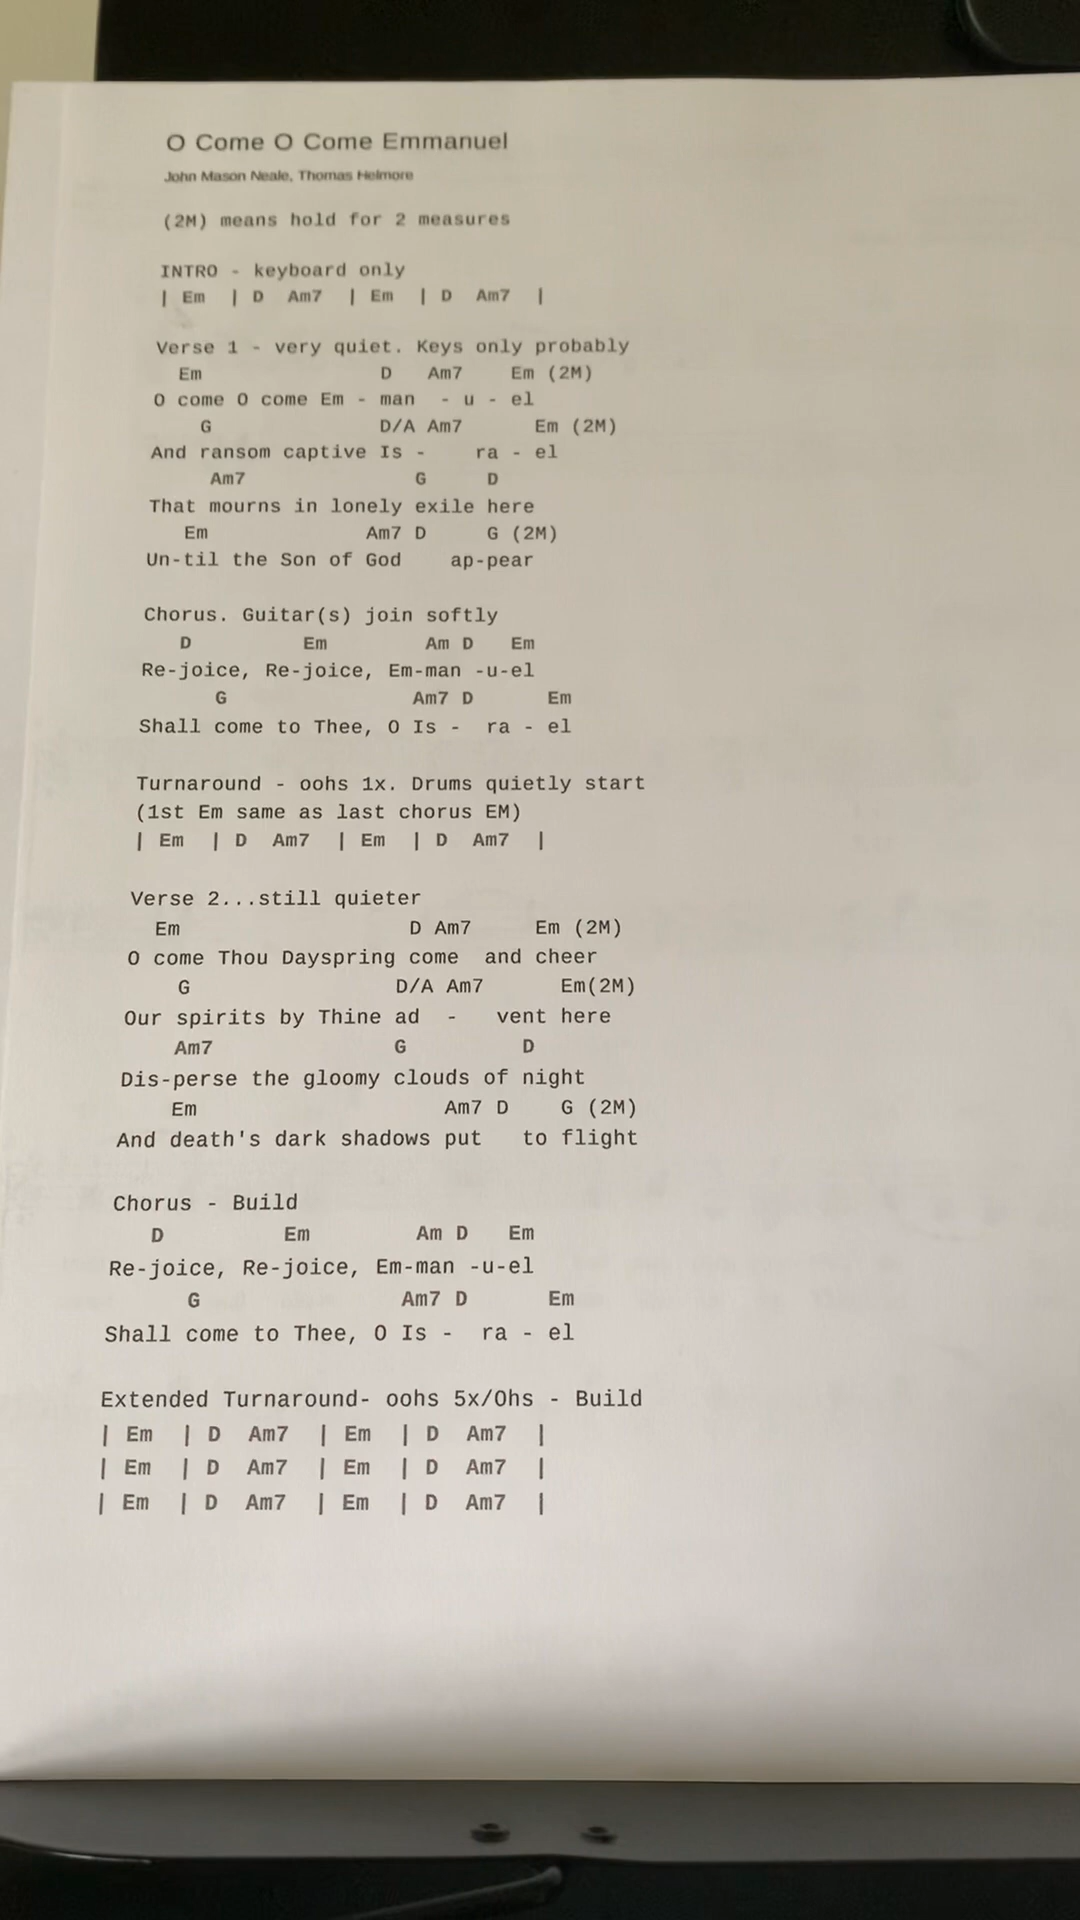 O Come O Come Emmanuel
John Mason Neale, Thomas Helmore
(2M) means hold for 2 measures
INTRO - keyboard only
| Em | D Am7 | Em | D Am7 |
Verse 1 - very quiet. Keys only probably
Em D Am7 Em (2M)
O come O come Em - man - u - el
G D/A Am7 Em (2M)
And ransom captive Is - ra - el
Am7 G D
That mourns in lonely exile here
Em Am7 D G (2M)
Un-til the Son of God ap-pear
Chorus. Guitar(s) join softly
D Em Am D Em
Re-joice, Re-joice, Em-man -u-el
G Am7 D Em
Shall come to Thee, O Is - ra - el
Turnaround - oohs 1x. Drums quietly start
(1st Em same as last chorus EM)
| Em | D Am7 | Em | D Am7 |
Verse 2...still quieter
Em D Am7 Em (2M)
O come Thou Dayspring come and cheer
G D/A Am7 Em(2M)
Our spirits by Thine ad - vent here
Am7 G D
Dis-perse the gloomy clouds of night
Em Am7 D G (2M)
And death's dark shadows put to flight
Chorus - Build
D Em Am D Em
Re-joice, Re-joice, Em-man -u-el
G Am7 D Em
Shall come to Thee, O Is - ra - el
Extended Turnaround- oohs 5x/Ohs - Build
| Em | D Am7 | Em | D Am7 |
| Em | D Am7 | Em | D Am7 |
| Em | D Am7 | Em | D Am7 |